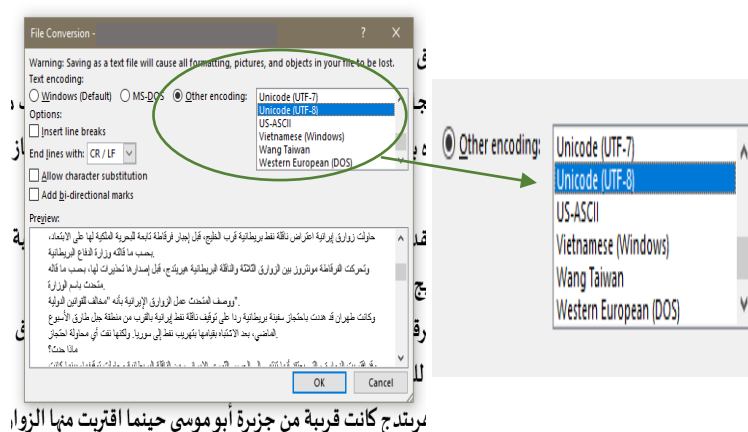 File Conversion -
Warning: Saving as a text file will cause all formatting, pictures, and objects in your file to be lost.
Text encoding:
Windows (Default) MS-DOS Other encoding:
Unicode (UTF-7)
Unicode (UTF-8)
US-ASCII
Vietnamese (Windows)
Wang Taiwan
Western European (DOS)
Options:
Insert line breaks
End lines with: CR / LF
Allow character substitution
Add bi-directional marks
Preview:
حاولت زوارق إيرانية اعتراض ناقلة نفط بريطانية قرب الخليج، قبل إجبار فرقاطة تابعة للبحرية الملكية لها على الابتعاد،
بحسب ما قالته وزارة الدفاع البريطانية.
وتحركت الفرقاطة مونتروز بين الزوارق الثلاثة والناقلة البريطانية هيريتدج، قبل إصدارها تحذيرات لها، بحسب ما قاله
متحدث باسم الوزارة.
ووصف المتحدث عمل الزوارق الإيرانية بأنه "مخالف للقوانين الدولية".
وكانت طهران قد هددت باحتجاز سفينة بريطانية ردا على توقيف ناقلة نفط إيرانية بالقرب من منطقة جبل طارق الأسبوع
الماضي، بعد الاشتباه بقيامها بتهريب نفط إلى سوريا. ولكنها نفت أي محاولة احتجاز.
ماذا حدث؟
OK Cancel
Other encoding:
Unicode (UTF-7)
Unicode (UTF-8)
US-ASCII
Vietnamese (Windows)
Wang Taiwan
Western European (DOS)
كانت قريبة من جزيرة أبو موسى حينما اقتربت منها